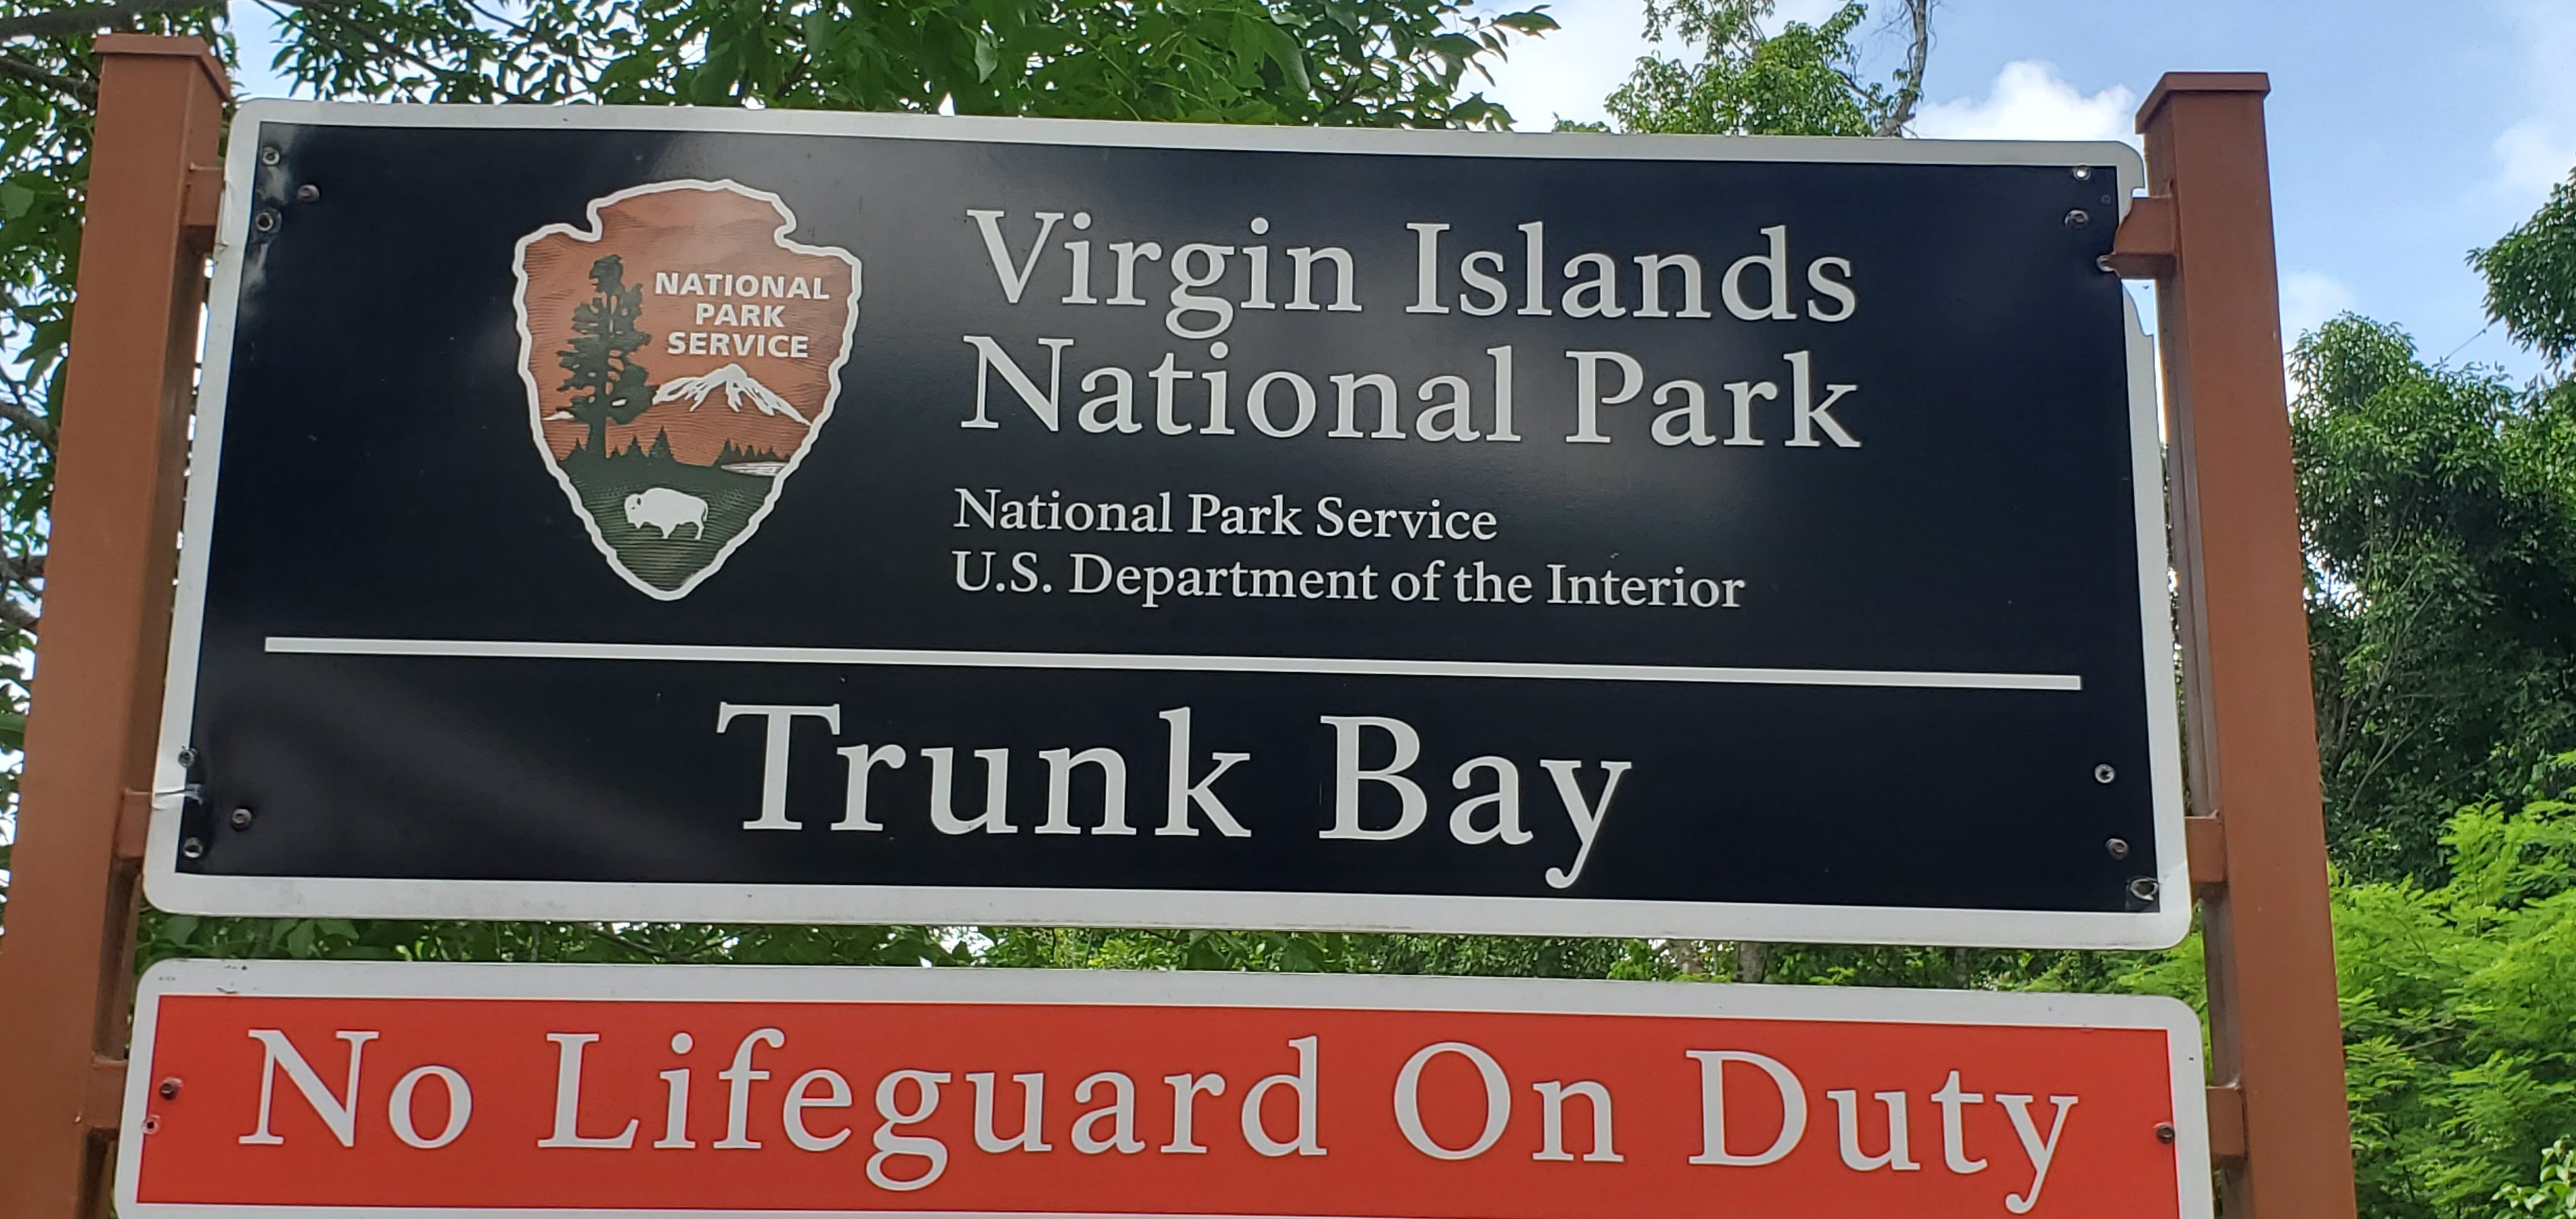 NATIONAL
PARK
SERVICE
Virgin Islands
National Park
National Park Service
U.S. Department of the Interior
Trunk Bay
No Lifeguard On Duty